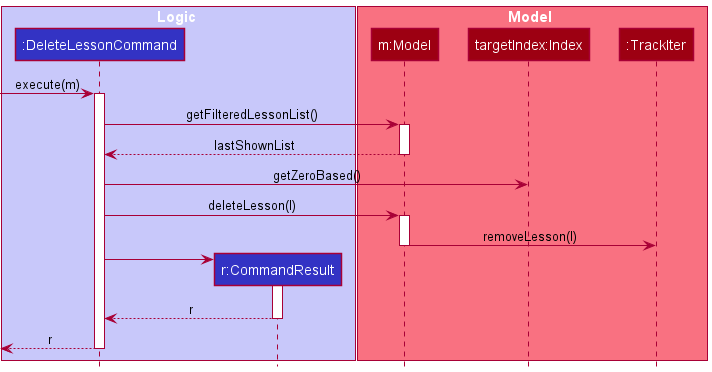 Logic
Model
:DeleteLessonCommand
m:Model
targetIndex:Index
:TrackIter
execute(m)
getFilteredLessonList()
lastShownList
getZeroBased()
deleteLesson(l)
removeLesson(l)
r:CommandResult
r
r